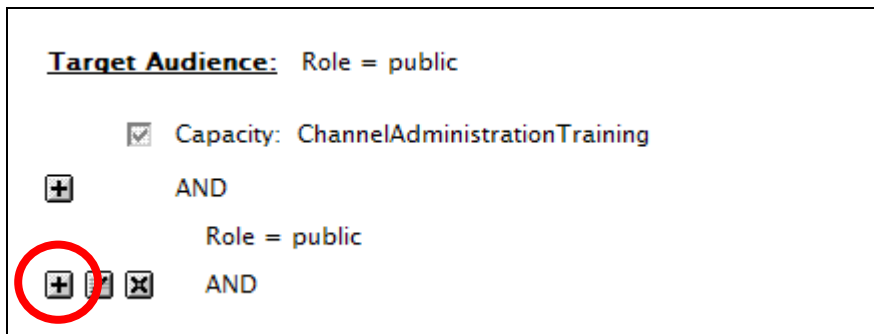 Target Audience: Role = public
Capacity: ChannelAdministrationTraining
AND
Role = public
AND